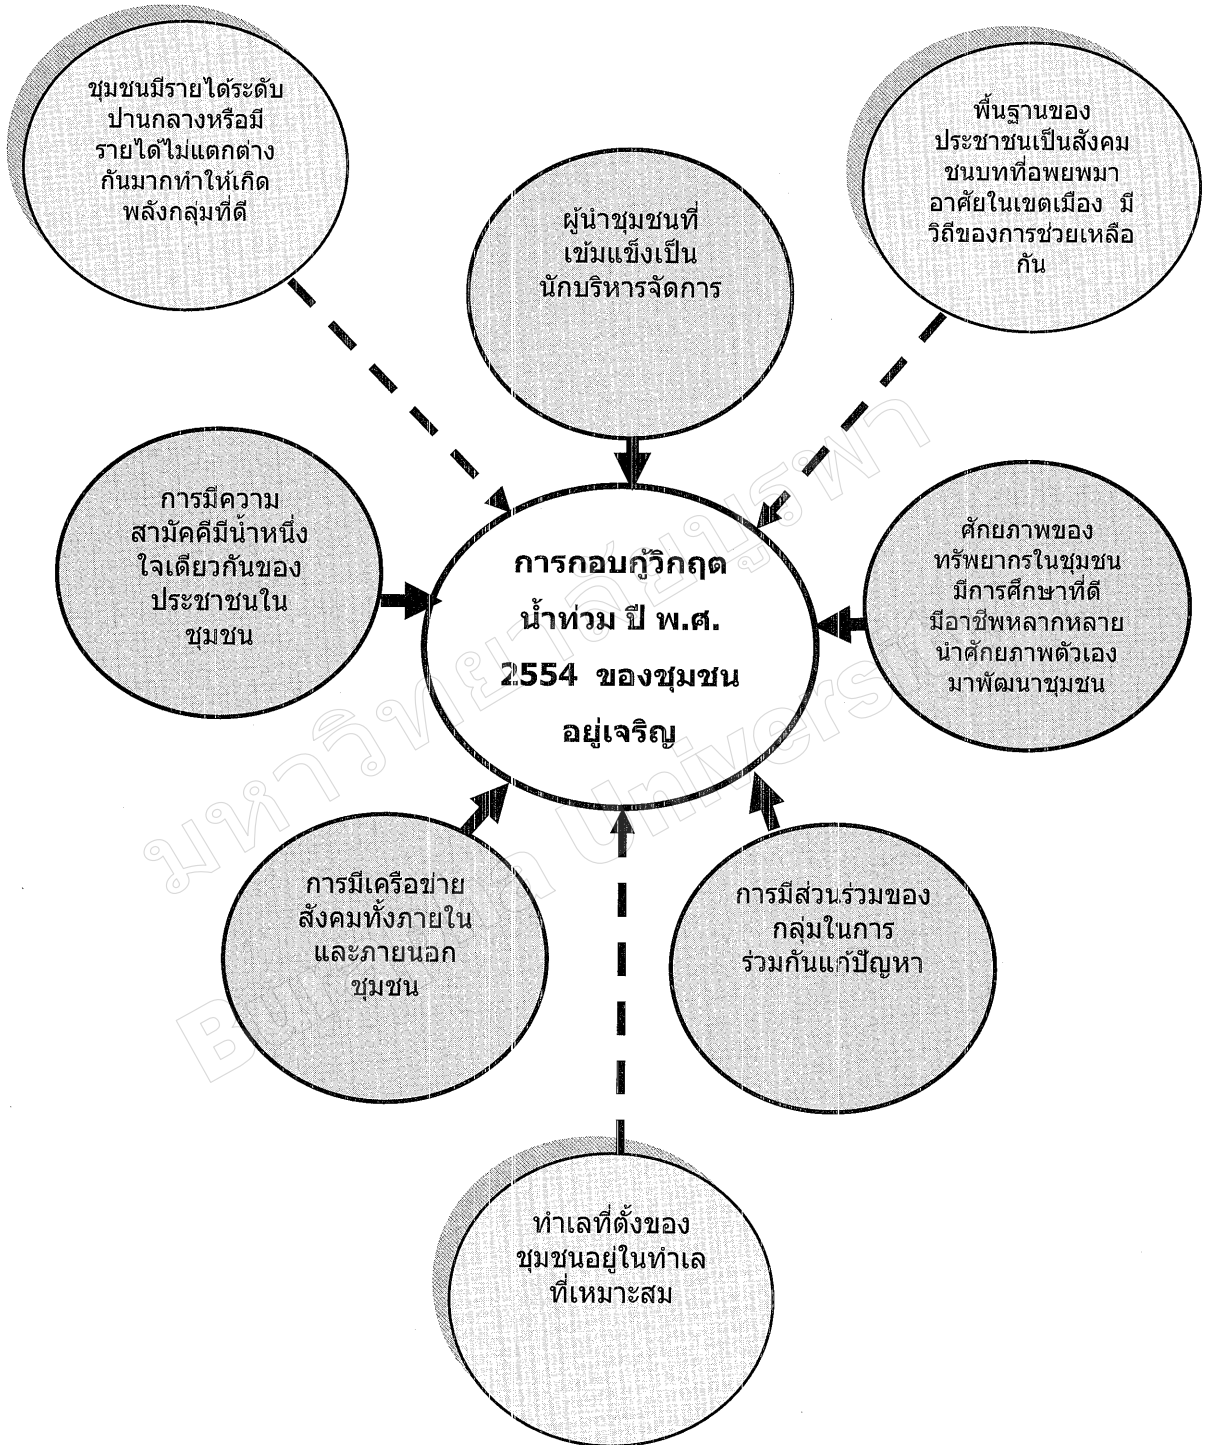 ชุมชนมีรายได้ระดับ
ปานกลางหรือมี
รายได้ไม่แตกต่าง
กันมากทำให้เกิด
พลังกลุ่มที่ดี
พื้นฐานของ
ประชาชนเป็นสังคม
ชนบทที่อพยพมา
อาศัยในเขตเมือง มี
วิถีของการช่วยเหลือ
กัน
ผู้นำชุมชนที่
เข้มแข็งเป็น
นักบริหารจัดการ
การมีความ
สามัคคีมีน้ำหนึ่ง
ใจเดียวกันของ
ประชาชนใน
ชุมชน
การกอบกู้วิกฤต
น้ำท่วม ปี พ.ศ.
2554 ของชุมชน
อยู่เจริญ
ศักยภาพของ
ทรัพยากรในชุมชน
มีการศึกษาที่ดี
มีอาชีพหลากหลาย
นำศักยภาพตัวเอง
มาพัฒนาชุมชน
การมีเครือข่าย
สังคมทั้งภายใน
และภายนอก
ชุมชน
การมีส่วนร่วมของ
กลุ่มในการ
ร่วมกันแก้ปัญหา
ทำเลที่ตั้งของ
ชุมชนอยู่ในทำเล
ที่เหมาะสม
มหาวิทยาลัยบูรพา
Burapha University